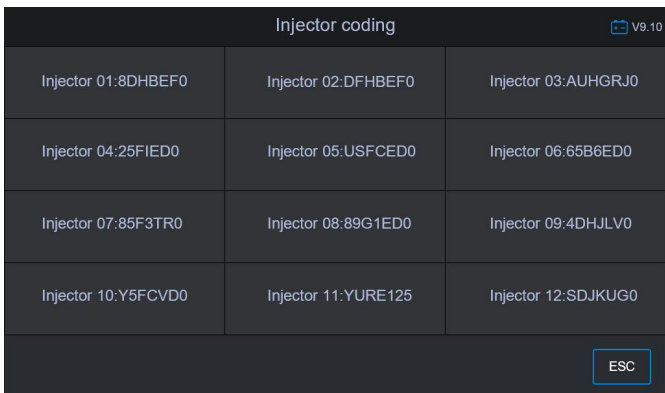 Injector coding
V9.10
Injector 01:8DHBEF0 Injector 02:DFHBEF0 Injector 03:AUHGRJ0
Injector 04:25FIED0 Injector 05:USFCED0 Injector 06:65B6ED0
Injector 07:85F3TR0 Injector 08:89G1ED0 Injector 09:4DHJLV0
Injector 10:Y5FCVD0 Injector 11:YURE125 Injector 12:SDJKUG0
ESC